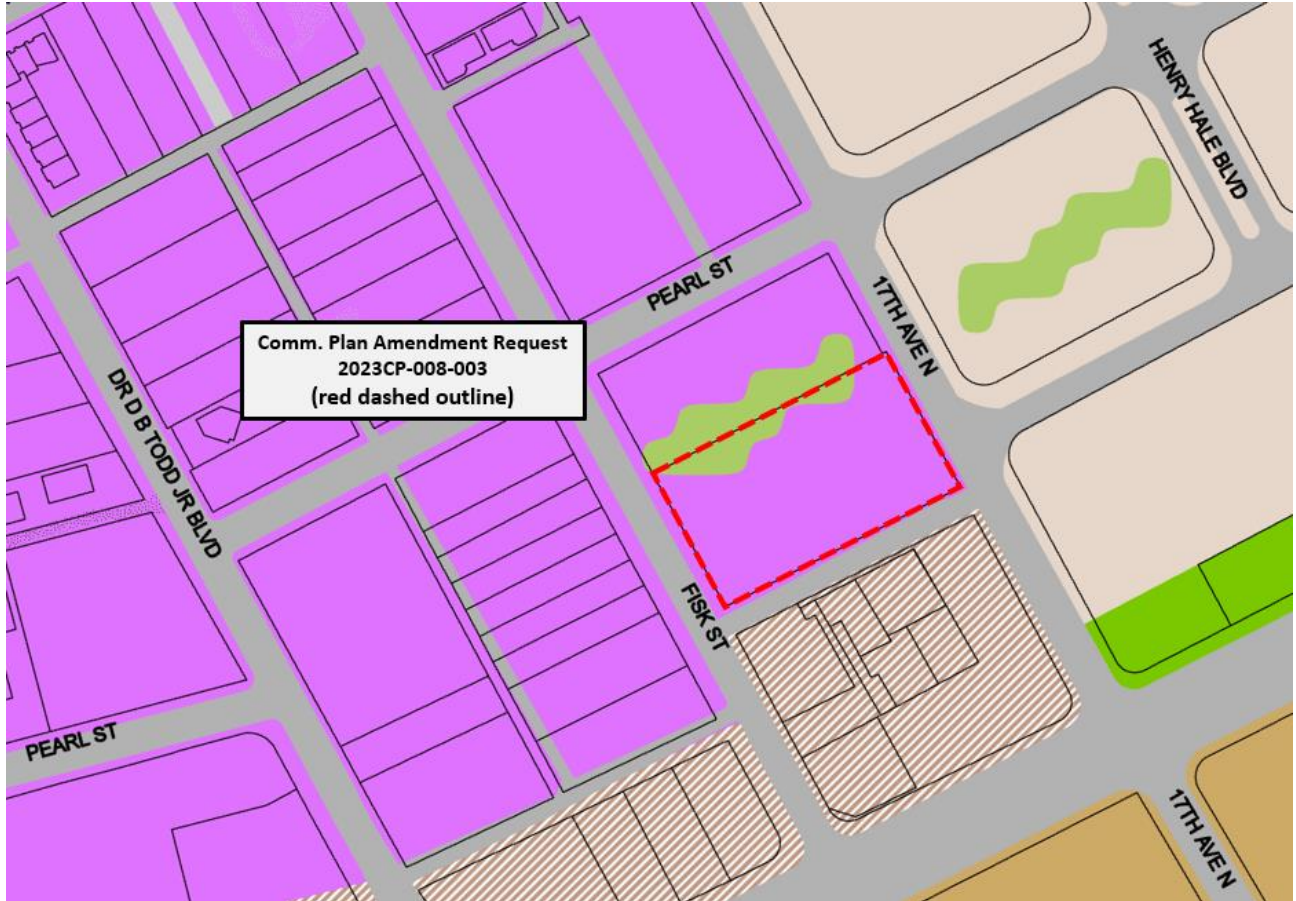 HENRY HALE BLVD
PEARL ST
17TH AVE N
Comm. Plan Amendment Request
2023CP-008-003
(red dashed outline)
DR D B TODD JR BLVD
FISK ST
PEARL ST
17TH AVE N